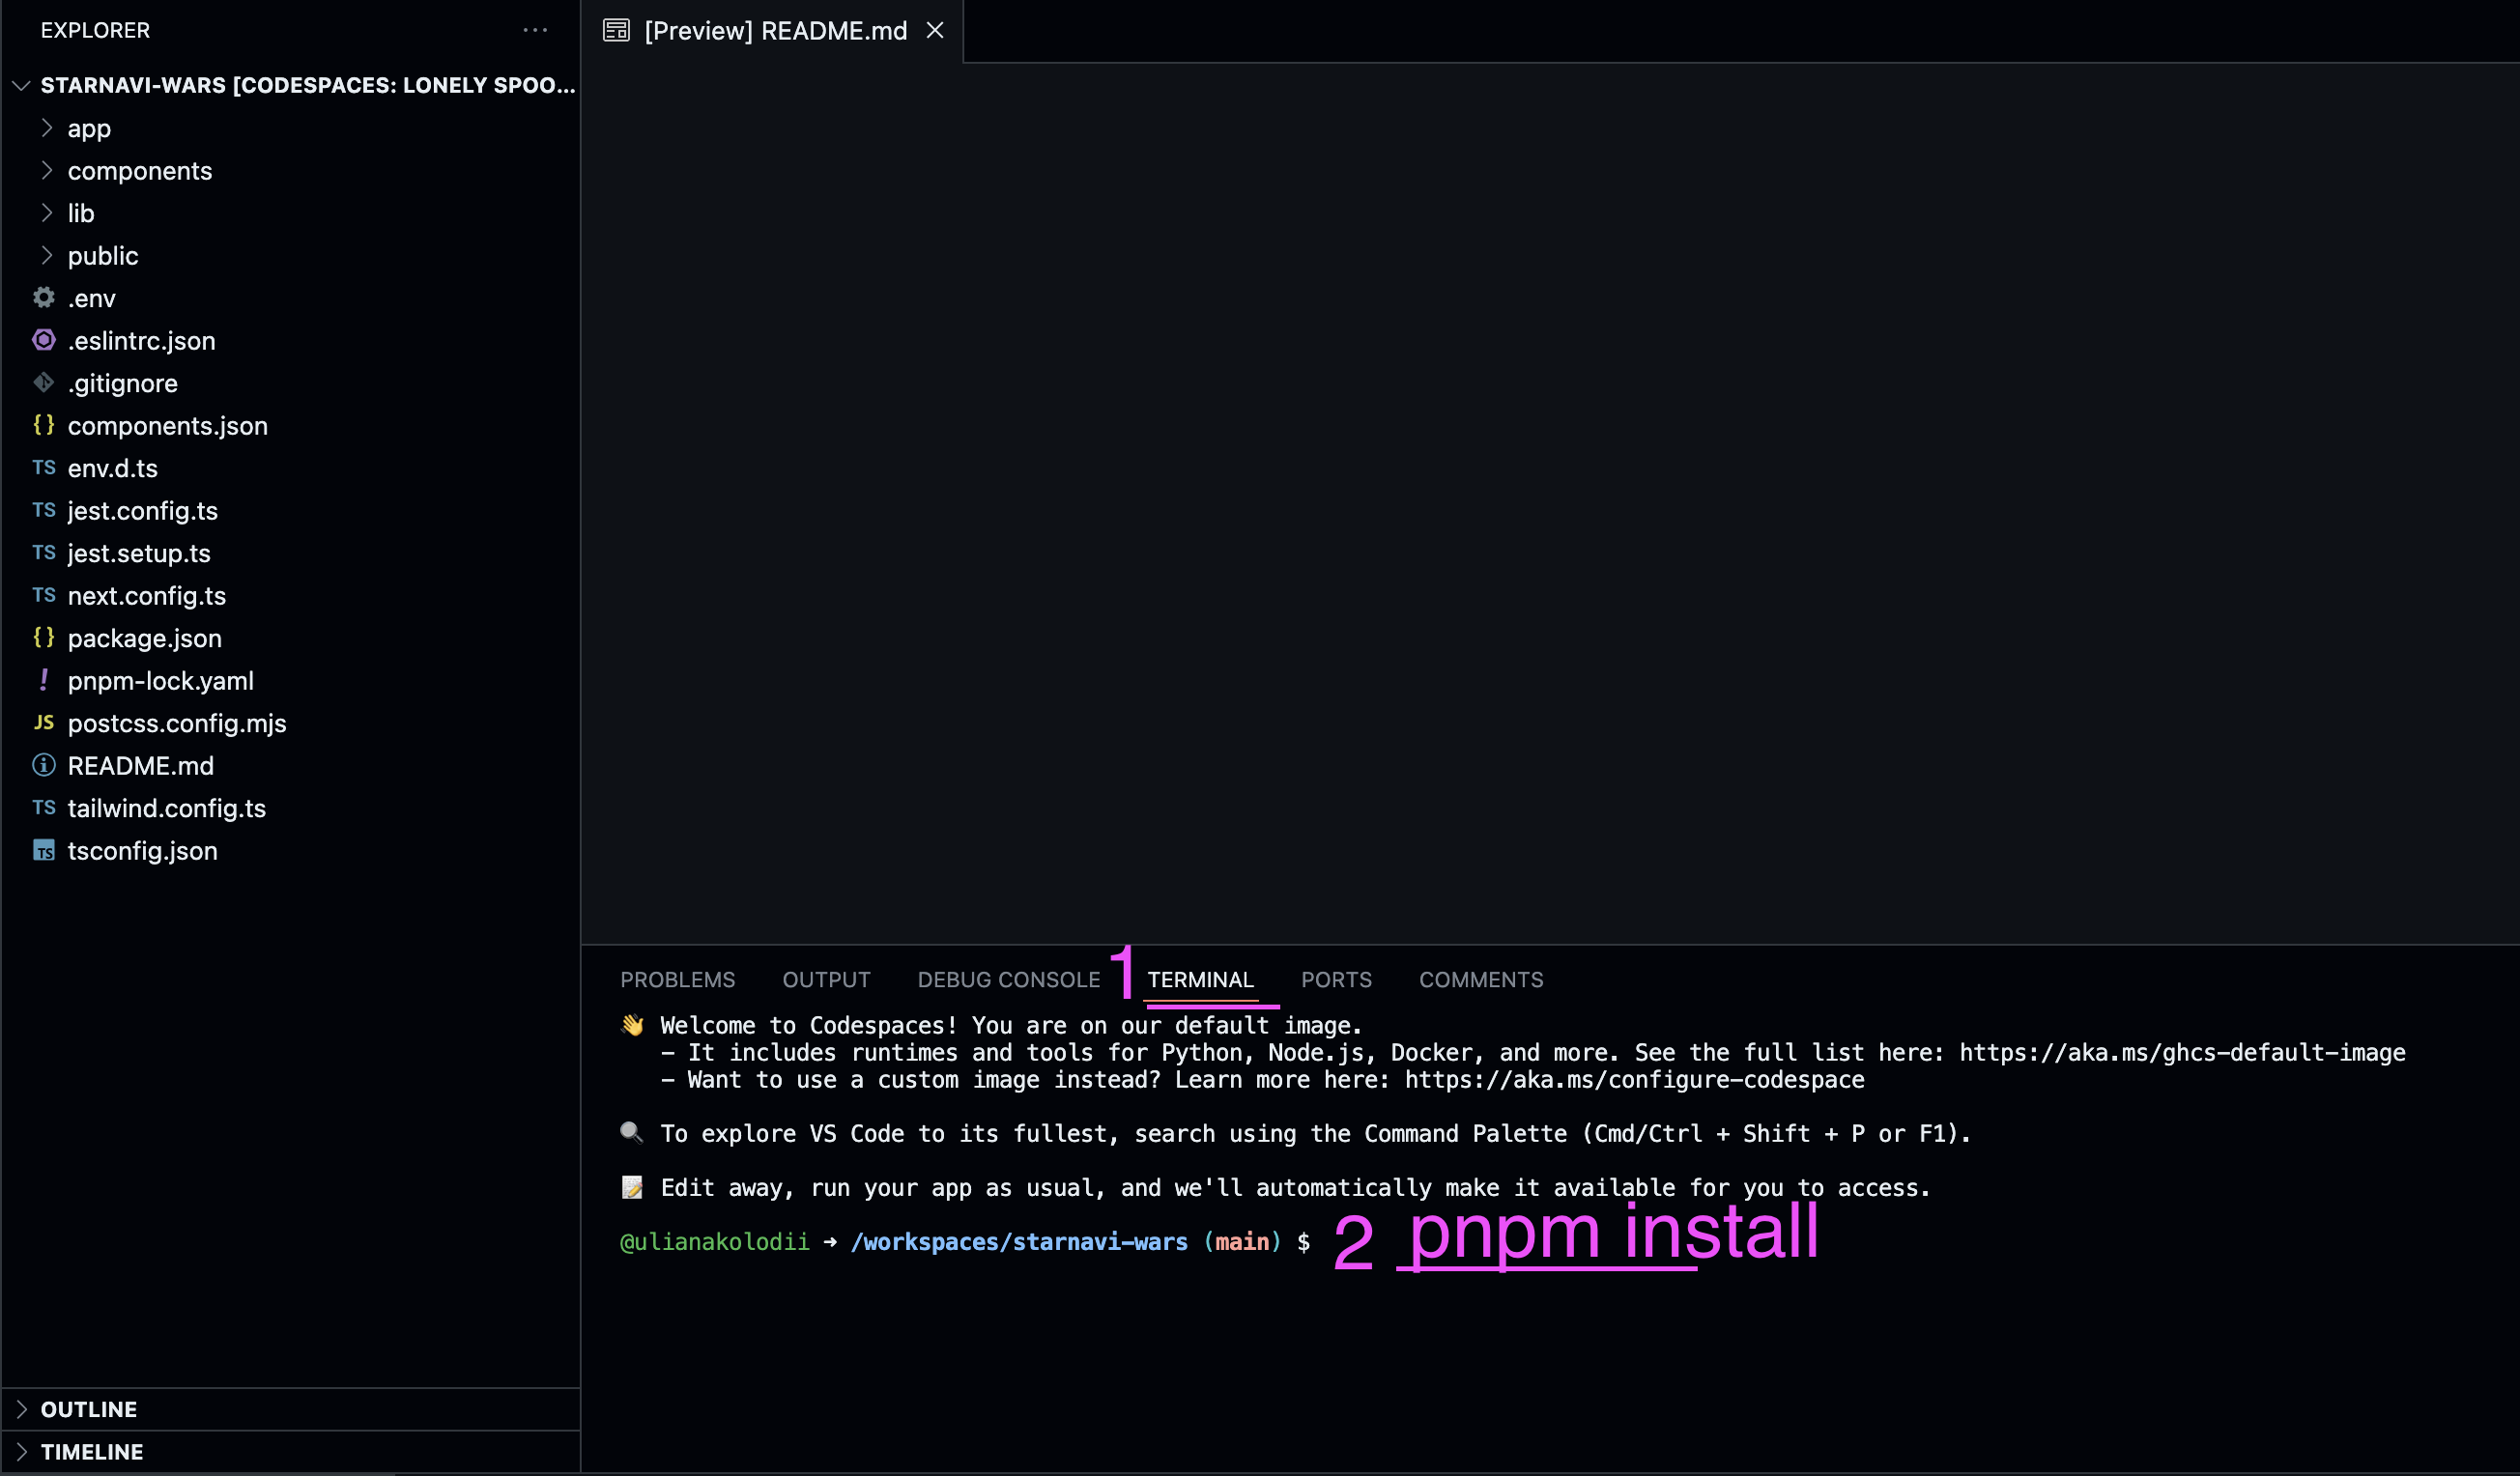 EXPLORER
STARNAVI-WARS [CODESPACES: LONELY SPOO...
app
components
lib
public
.env
.eslintrc.json
.gitignore
components.json
TS env.d.ts
TS jest.config.ts
TS jest.setup.ts
TS next.config.ts
package.json
pnpm-lock.yaml
JS postcss.config.mjs
README.md
TS tailwind.config.ts
TS tsconfig.json
OUTLINE
TIMELINE
[Preview] README.md
PROBLEMS OUTPUT DEBUG CONSOLE 1 TERMINAL PORTS COMMENTS
👋 Welcome to Codespaces! You are on our default image.
- It includes runtimes and tools for Python, Node.js, Docker, and more. See the full list here: https://aka.ms/ghcs-default-image
- Want to use a custom image instead? Learn more here: https://aka.ms/configure-codespace
🔍 To explore VS Code to its fullest, search using the Command Palette (Cmd/Ctrl + Shift + P or F1).
📝 Edit away, run your app as usual, and we'll automatically make it available for you to access.
@ulianakolodii → /workspaces/starnavi-wars (main) $ 2 pnpm install